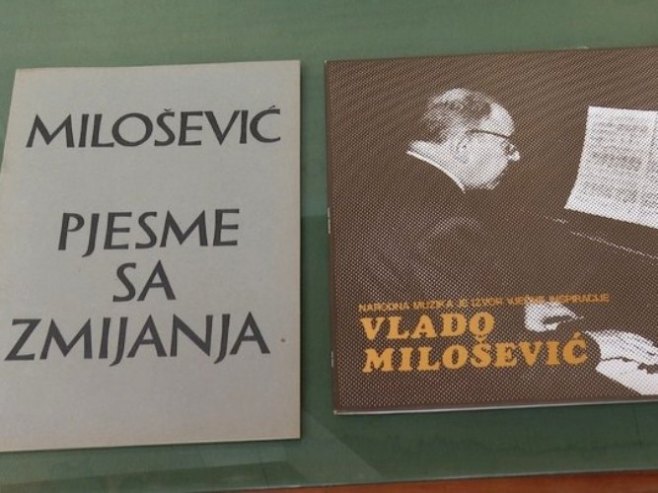 MILOŠEVIĆ
PJESME
SA
ZMIJANJA
NARODNA MUZIKA JE IZVOR VJEČNE INSPIRACIJE
VLADO
MILOŠEVIĆ